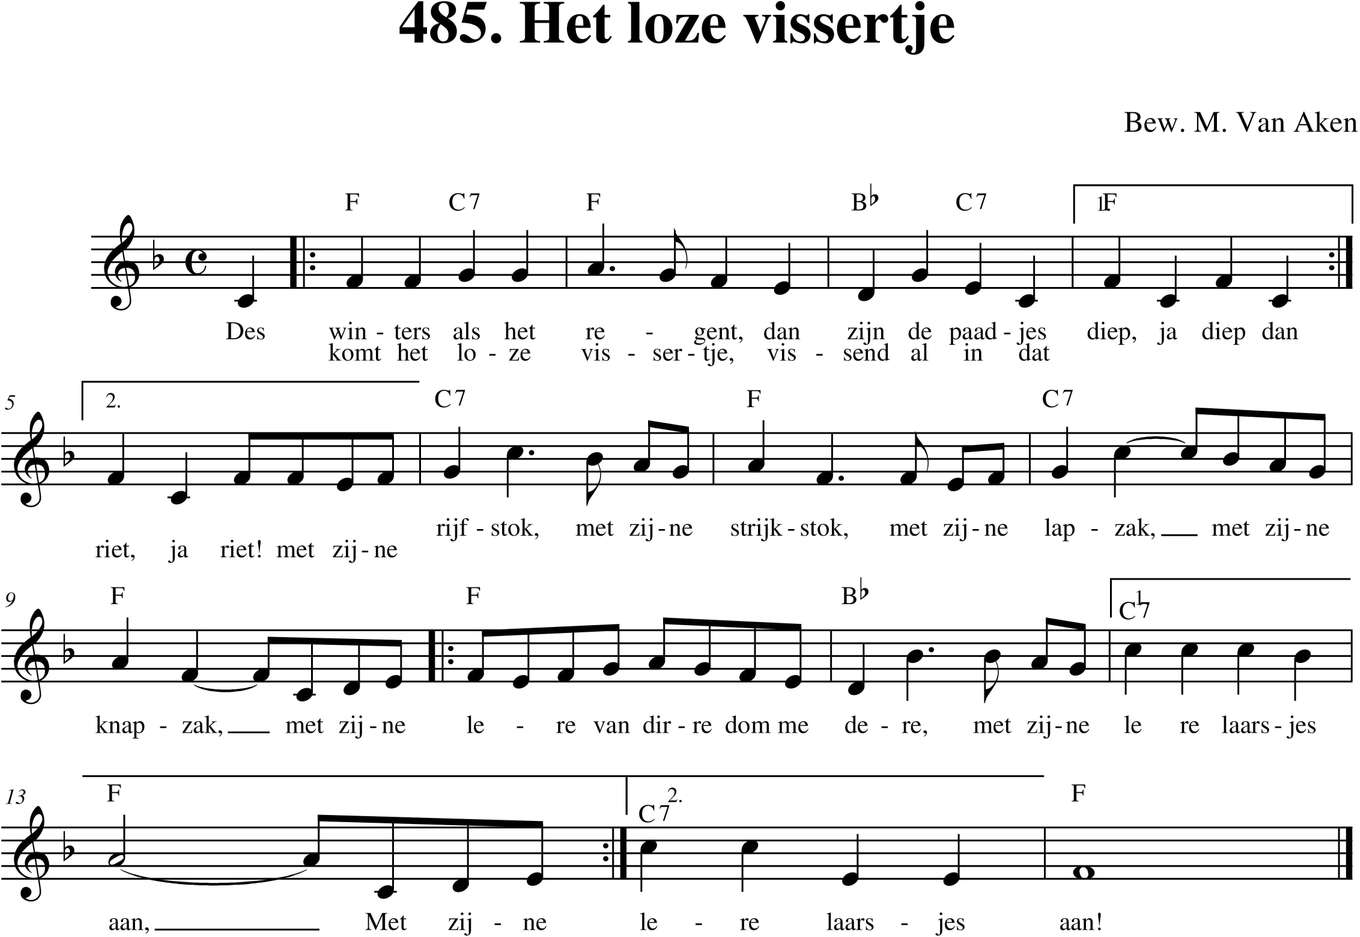 485. Het loze vissertje
Bew. M. Van Aken
F C7 F B♭ C7 1. F
Des win - ters als het re - gent, dan zijn de paad - jes diep, ja diep dan
komt het lo - ze vis - ser - tje, vis - send al in dat
5 2. C7 F C7
rijf - stok, met zij - ne strijk - stok, met zij - ne lap - zak, met zij - ne
riet, ja riet! met zij - ne
9 F F B♭ 1. C7
knap - zak, met zij - ne le - re van dir - re dom me de - re, met zij - ne le re laars - jes
13 F 2. C7 F
aan, Met zij - ne le - re laars - jes aan!